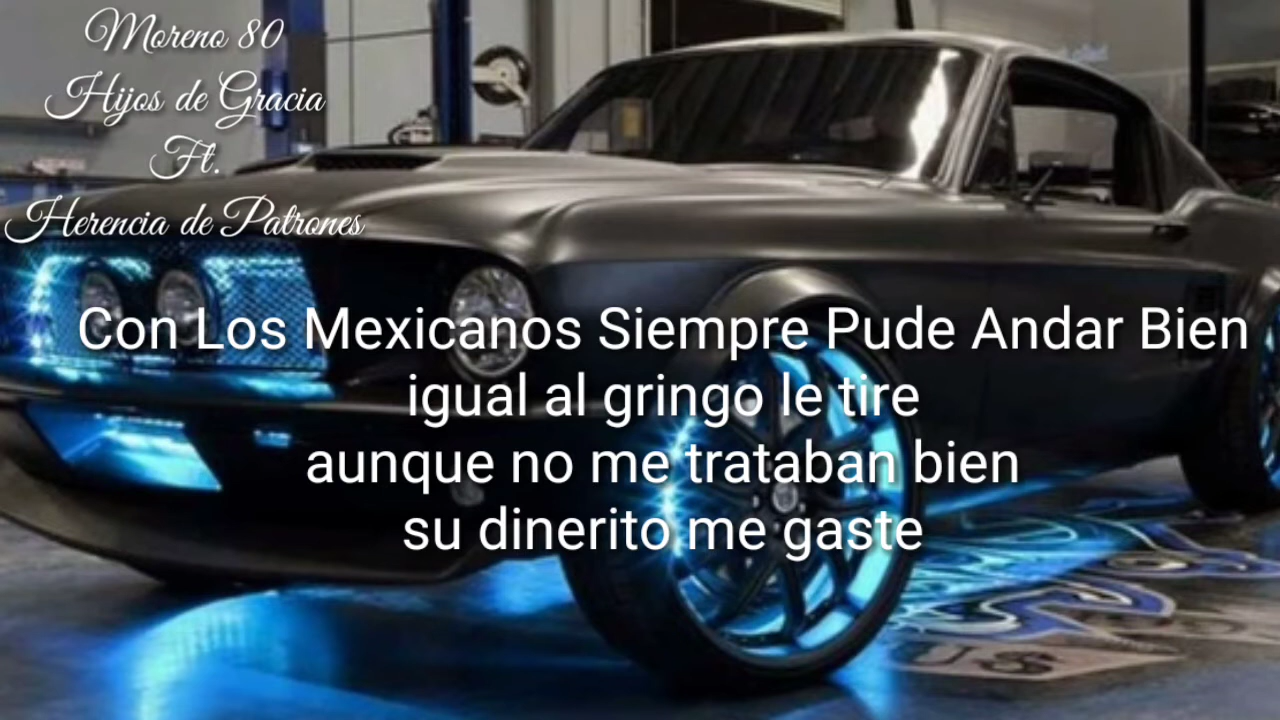 Moreno 80
Hijos de Gracia
Ft.
Herencia de Patrones
Con Los Mexicanos Siempre Pude Andar Bien
igual al gringo le tire
aunque no me trataban bien
su dinerito me gaste